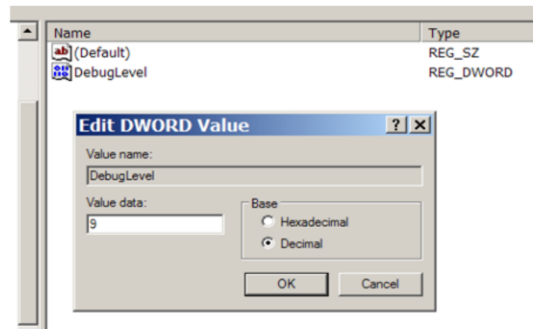 Name Type
ab (Default) REG_SZ
DebugLevel REG_DWORD
Edit DWORD Value
Value name:
DebugLevel
Value data: Base
9 Hexadecimal
Decimal
OK Cancel